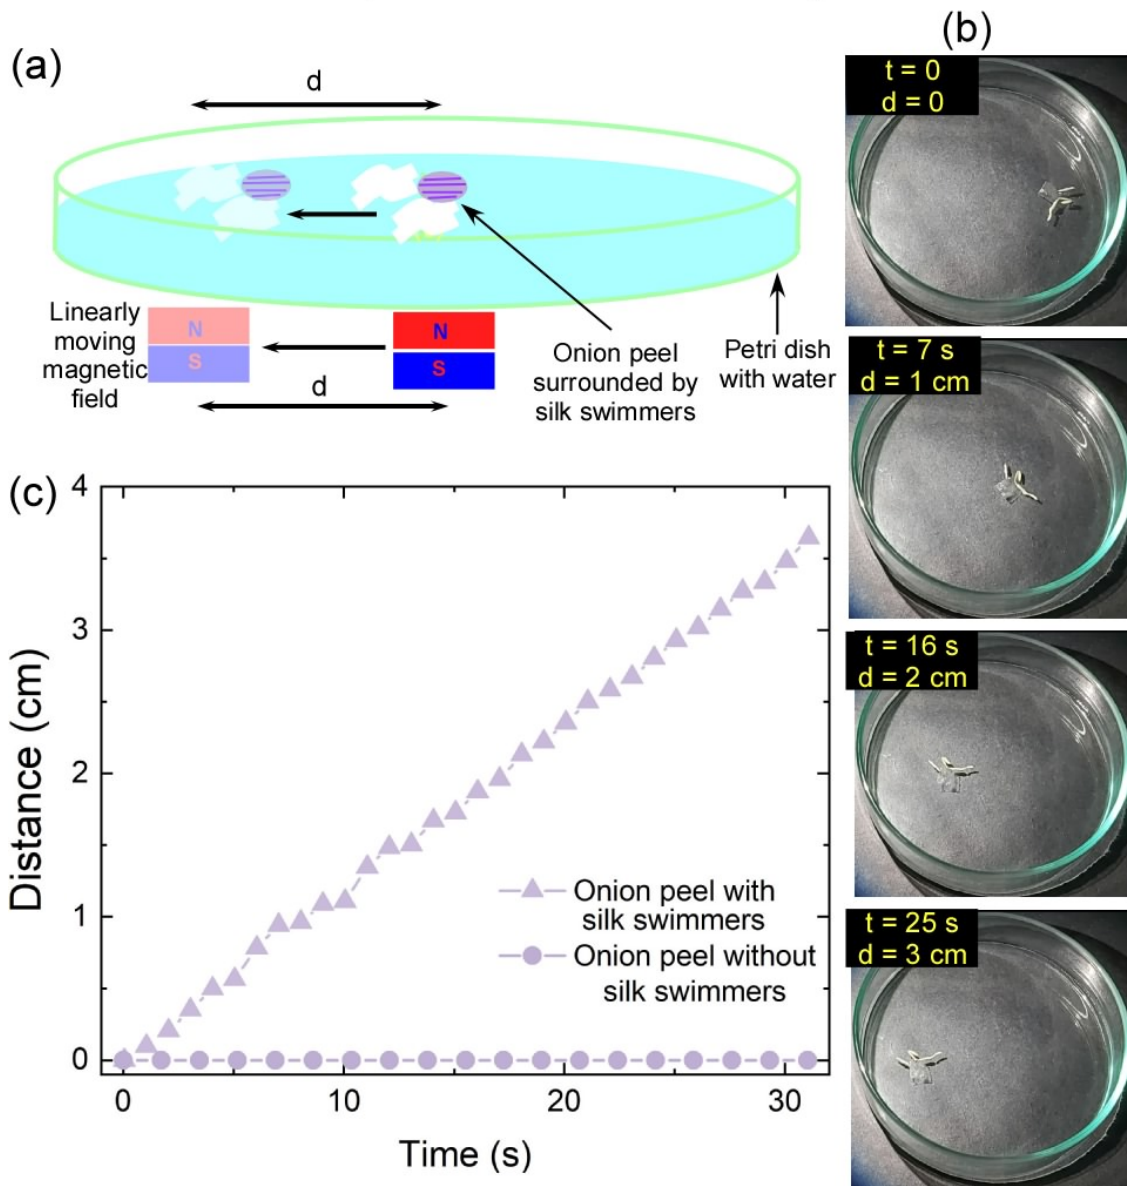 (a)
d
N
S
Linearly
moving
magnetic
field
N
S
d
Onion peel
surrounded by
silk swimmers
Petri dish
with water
(b)
t = 0
d = 0
t = 7 s
d = 1 cm
t = 16 s
d = 2 cm
t = 25 s
d = 3 cm
(c)
4
3
2
1
0
Distance (cm)
Onion peel with
silk swimmers
Onion peel without
silk swimmers
0
10
20
30
Time (s)